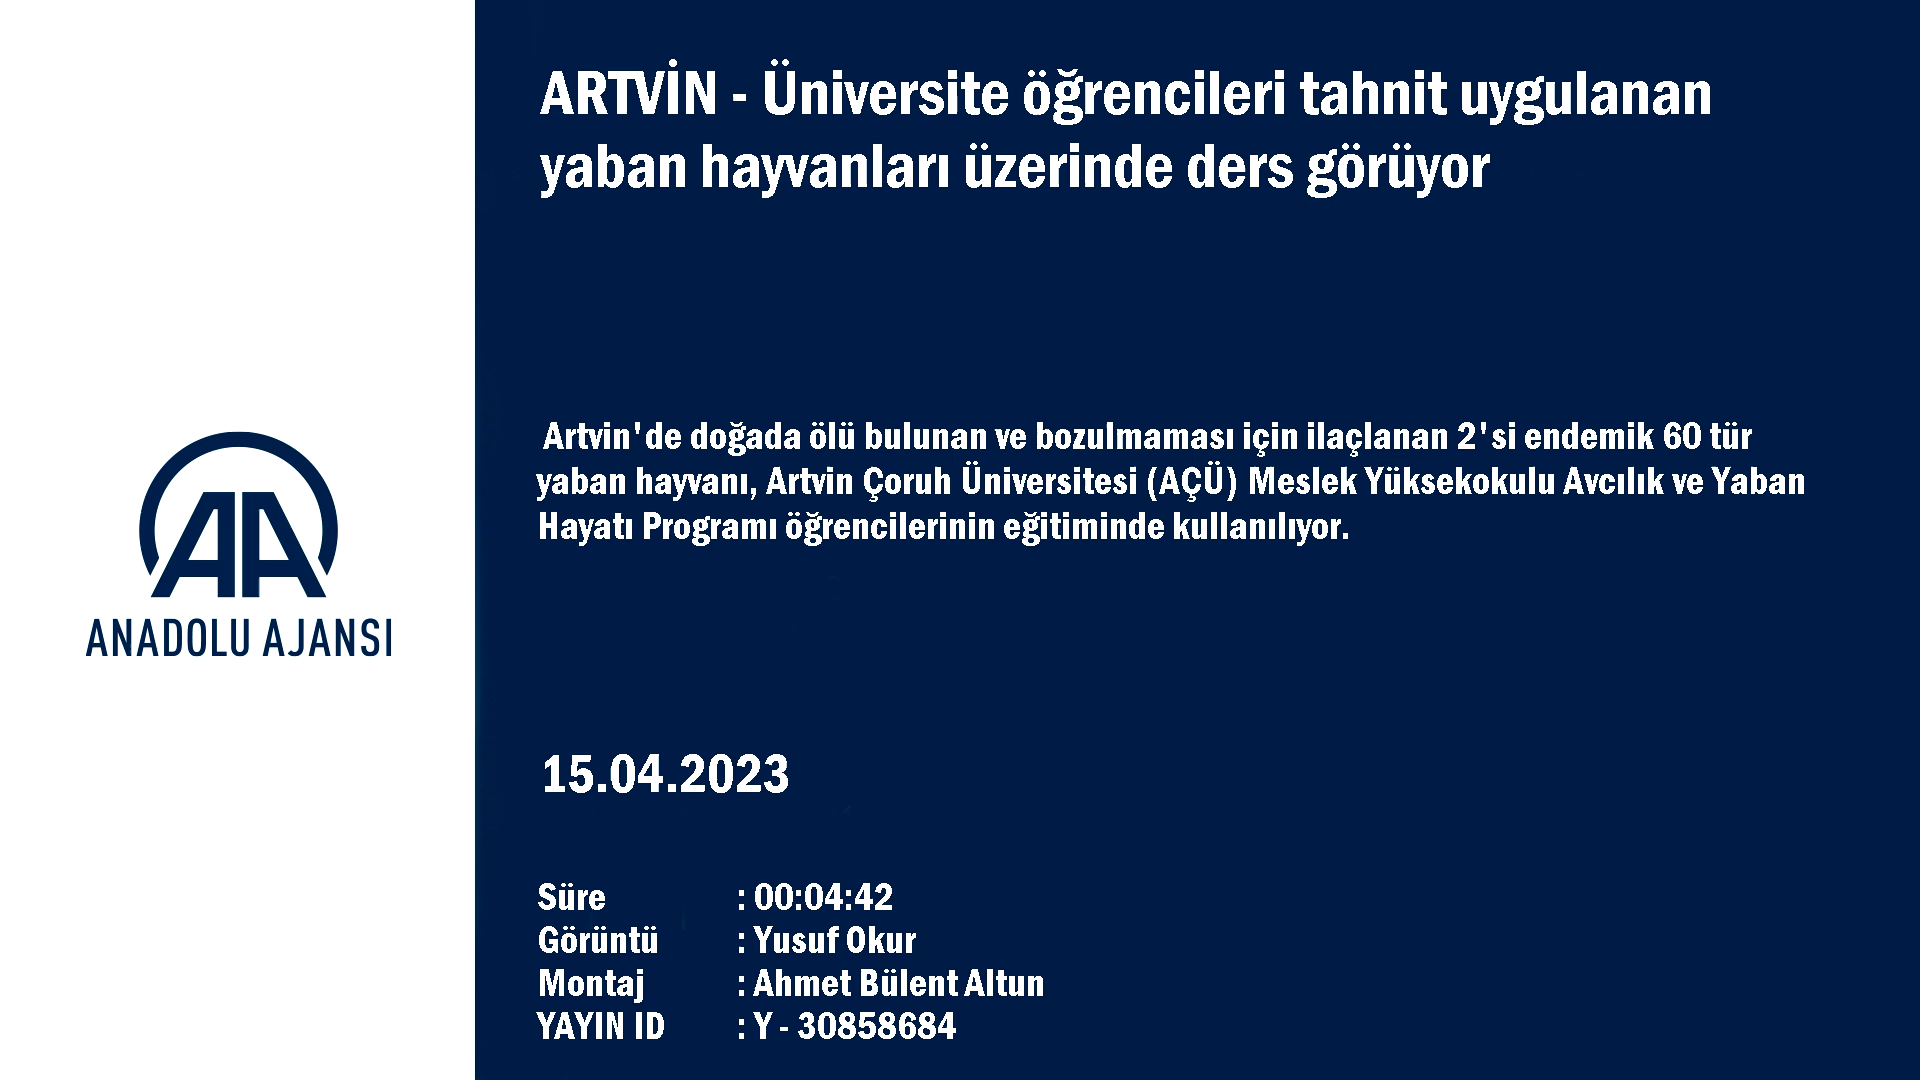 ARTVİN - Üniversite öğrencileri tahnit uygulanan
yaban hayvanları üzerinde ders görüyor
Artvin'de doğada ölü bulunan ve bozulmaması için ilaçlanan 2'si endemik 60 tür
yaban hayvanı, Artvin Çoruh Üniversitesi (AÇÜ) Meslek Yüksekokulu Avcılık ve Yaban
Hayatı Programı öğrencilerinin eğitiminde kullanılıyor.
AA
ANADOLU AJANSI
15.04.2023
Süre : 00:04:42
Görüntü : Yusuf Okur
Montaj : Ahmet Bülent Altun
YAYIN ID : Y - 30858684